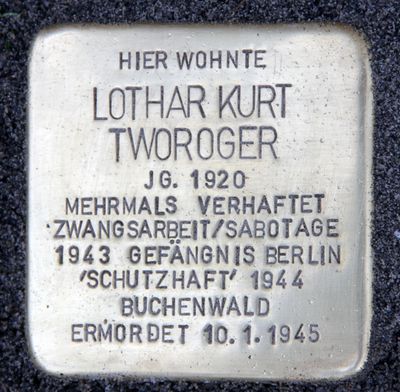 HIER WOHNTE
LOTHAR KURT
TWOROGER
JG. 1920
MEHRMALS VERHAFTET
ZWANGSARBEIT/SABOTAGE
1943 GEFÄNGNIS BERLIN
'SCHUTZHAFT' 1944
BUCHENWALD
ERMORDET 10.1.1945